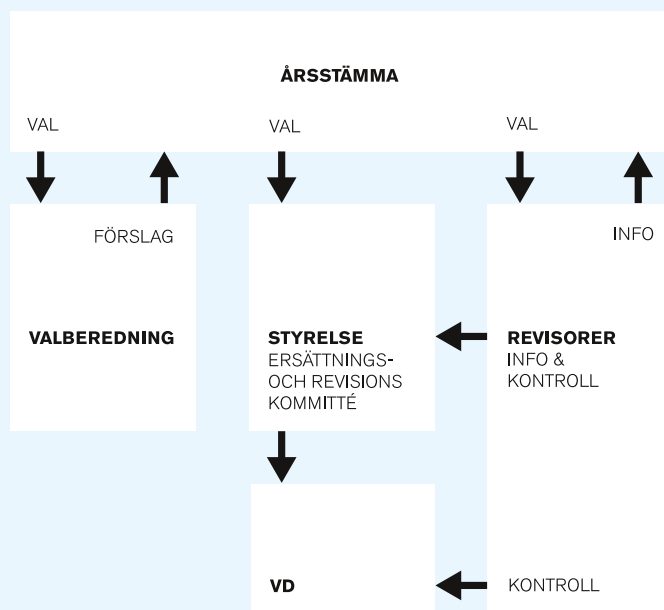 ÅRSSTÄMMA
VAL
VAL
VAL
FÖRSLAG
INFO
VALBEREDNING
STYRELSE
ERSÄTTNINGS-
OCH REVISIONS
KOMMITTÉ
REVISORER
INFO &
KONTROLL
VD
KONTROLL